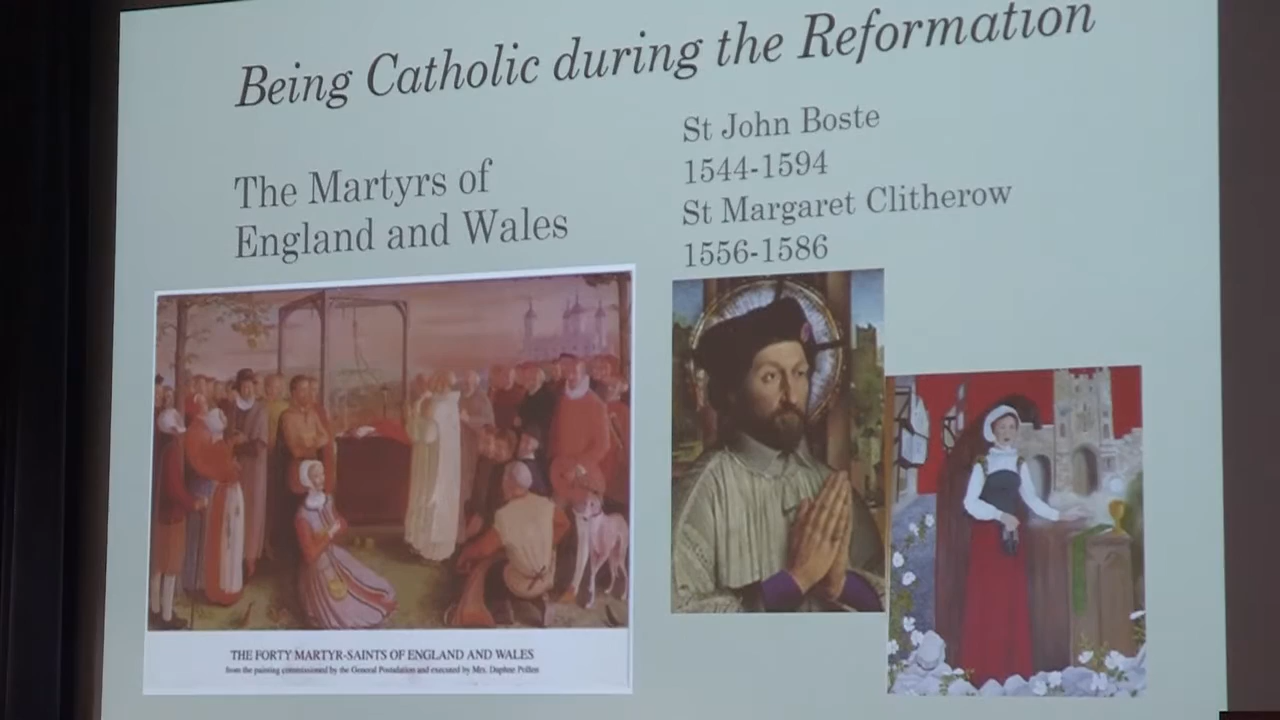 Being Catholic during the Reformation
The Martyrs of
England and Wales
St John Boste
1544-1594
St Margaret Clitherow
1556-1586
THE FORTY MARTYR-SAINTS OF ENGLAND AND WALES
from the painting commissioned by the General Postulation and executed by Mrs. Daphne Pollen